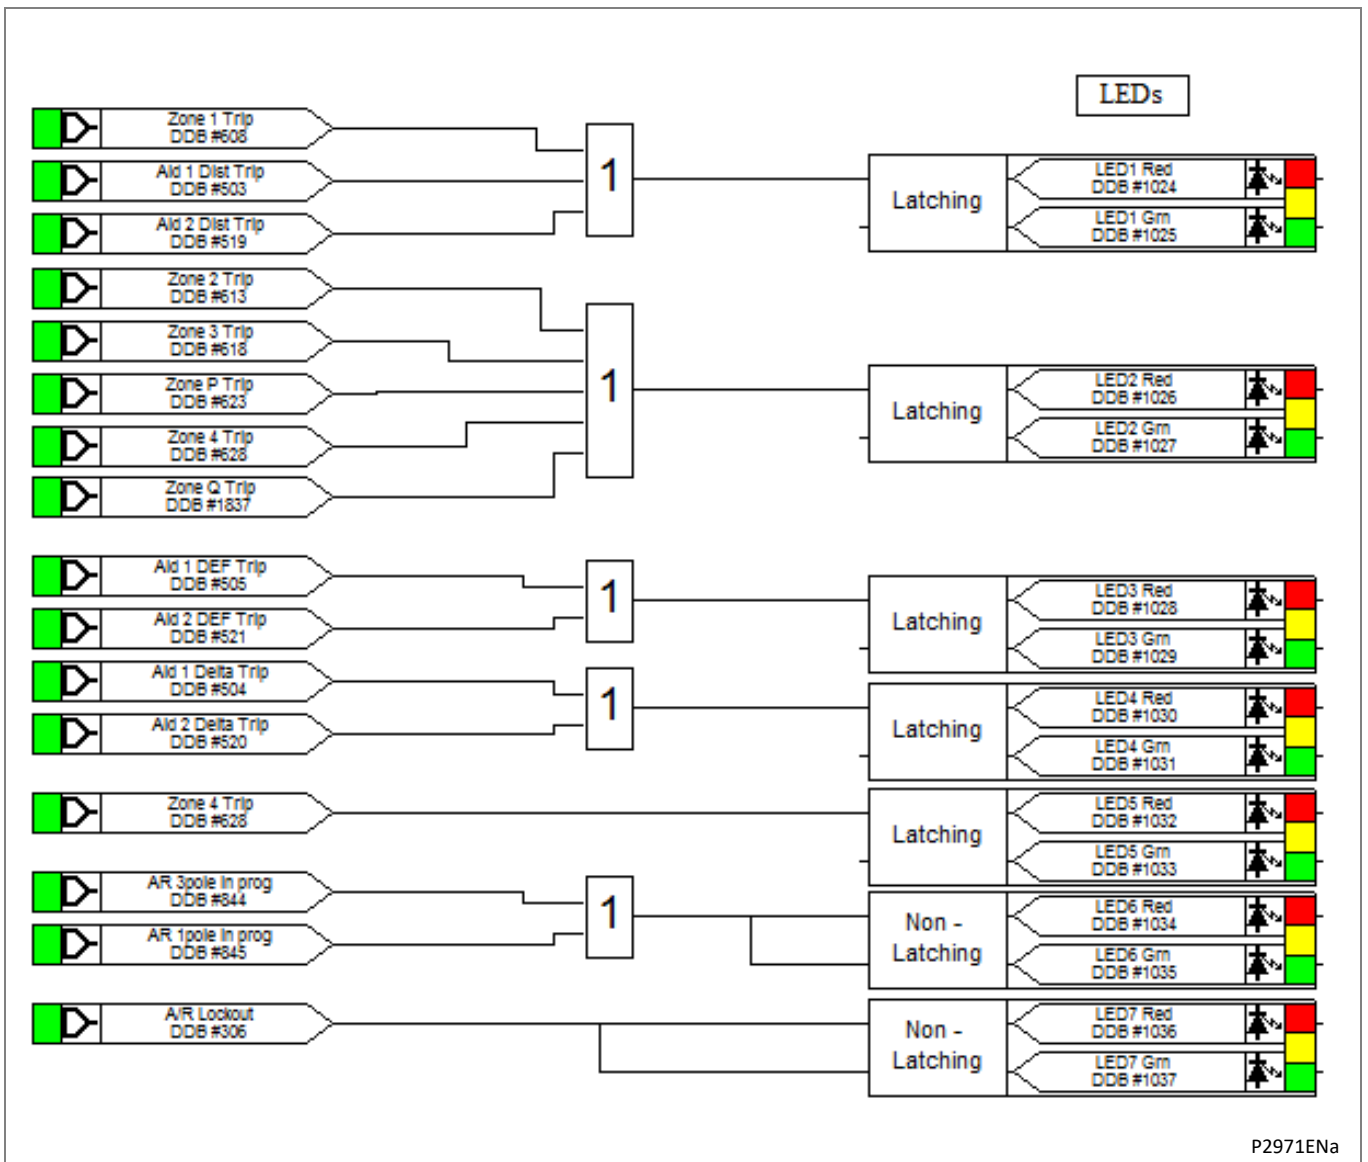 LEDs
Zone 1 Trip
DDB #608
Aid 1 Dist Trip
DDB #503
Aid 2 Dist Trip
DDB #519
1
Latching
LED1 Red
DDB #1024
LED1 Grn
DDB #1025
Zone 2 Trip
DDB #613
Zone 3 Trip
DDB #618
Zone P Trip
DDB #623
Zone 4 Trip
DDB #628
Zone Q Trip
DDB #1837
1
Latching
LED2 Red
DDB #1026
LED2 Grn
DDB #1027
Aid 1 DEF Trip
DDB #505
Aid 2 DEF Trip
DDB #521
1
Latching
LED3 Red
DDB #1028
LED3 Grn
DDB #1029
Aid 1 Delta Trip
DDB #504
Aid 2 Delta Trip
DDB #520
1
Latching
LED4 Red
DDB #1030
LED4 Grn
DDB #1031
Zone 4 Trip
DDB #628
Latching
LED5 Red
DDB #1032
LED5 Grn
DDB #1033
AR 3pole in prog
DDB #844
AR 1pole in prog
DDB #845
1
Non -
Latching
LED6 Red
DDB #1034
LED6 Grn
DDB #1035
A/R Lockout
DDB #306
Non -
Latching
LED7 Red
DDB #1036
LED7 Grn
DDB #1037
P2971ENa